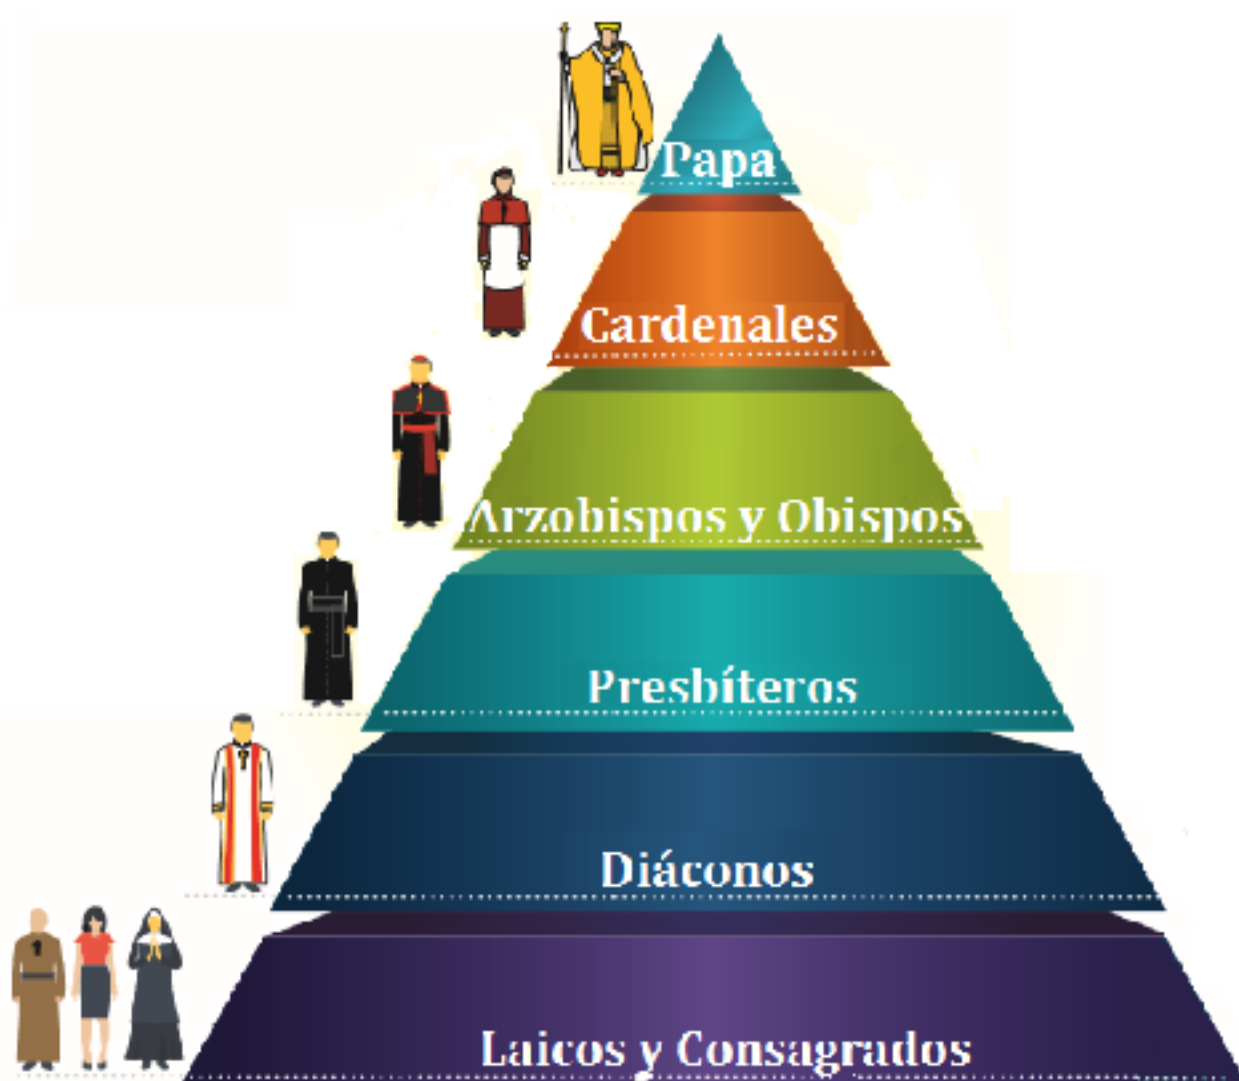 Papa
Cardenales
Arzobispos y Obispos
Presbíteros
Diáconos
Laicos y Consagrados